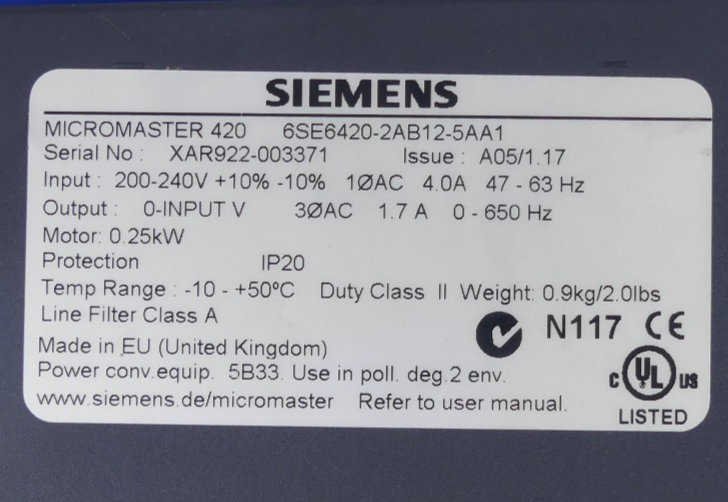 SIEMENS
MICROMASTER 420 6SE6420-2AB12-5AA1
Serial No : XAR922-003371 Issue : A05/1.17
Input : 200-240V +10% -10% 1ØAC 4.0A 47 - 63 Hz
Output : 0-INPUT V 3ØAC 1.7 A 0 - 650 Hz
Motor: 0.25kW
Protection IP20
Temp Range : -10 - +50ºC Duty Class II Weight: 0.9kg/2.0lbs
Line Filter Class A
N117 CE
Made in EU (United Kingdom)
Power conv.equip. 5B33. Use in poll. deg.2 env.
C UL US
www.siemens.de/micromaster Refer to user manual.
LISTED